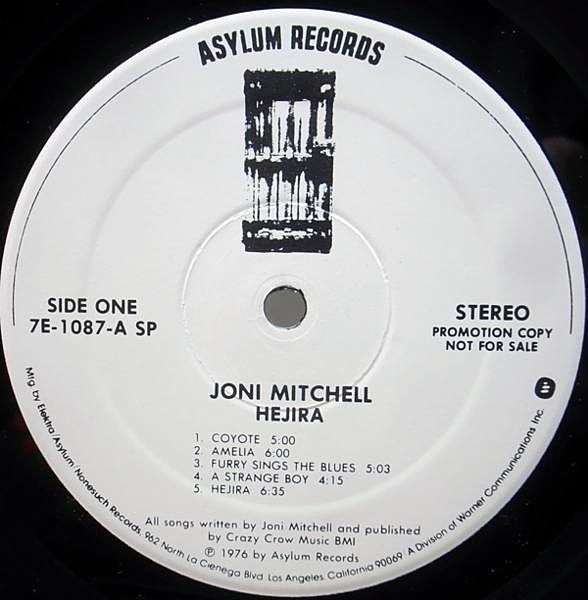 ASYLUM RECORDS
SIDE ONE
7E-1087-A SP
STEREO
PROMOTION COPY
NOT FOR SALE
JONI MITCHELL
HEJIRA
1. COYOTE 5:00
2. AMELIA 6:00
3. FURRY SINGS THE BLUES 5:03
4. A STRANGE BOY 4:15
5. HEJIRA 6:35
All songs written by Joni Mitchell and published
by Crazy Crow Music BMI
℗ 1976 by Asylum Records
Mfg by Elektra/Asylum/Nonesuch Records, 962 North La Cienega Blvd. Los Angeles, California 90069 A Division of Warner Communications Inc.